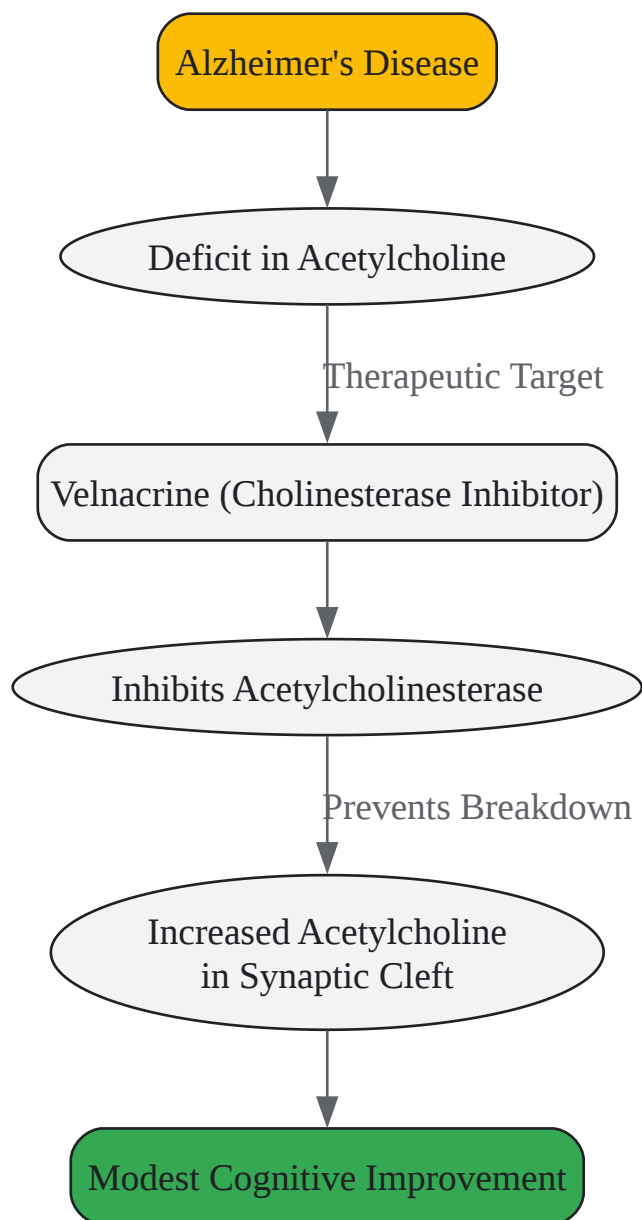 Alzheimer's Disease
Deficit in Acetylcholine
Therapeutic Target
Velnacrine (Cholinesterase Inhibitor)
Inhibits Acetylcholinesterase
Prevents Breakdown
Increased Acetylcholine
in Synaptic Cleft
Modest Cognitive Improvement